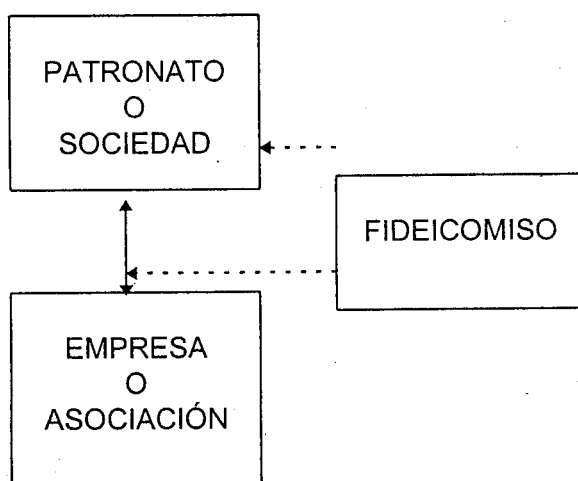 PATRONATO
O
SOCIEDAD
FIDEICOMISO
EMPRESA
O
ASOCIACIÓN